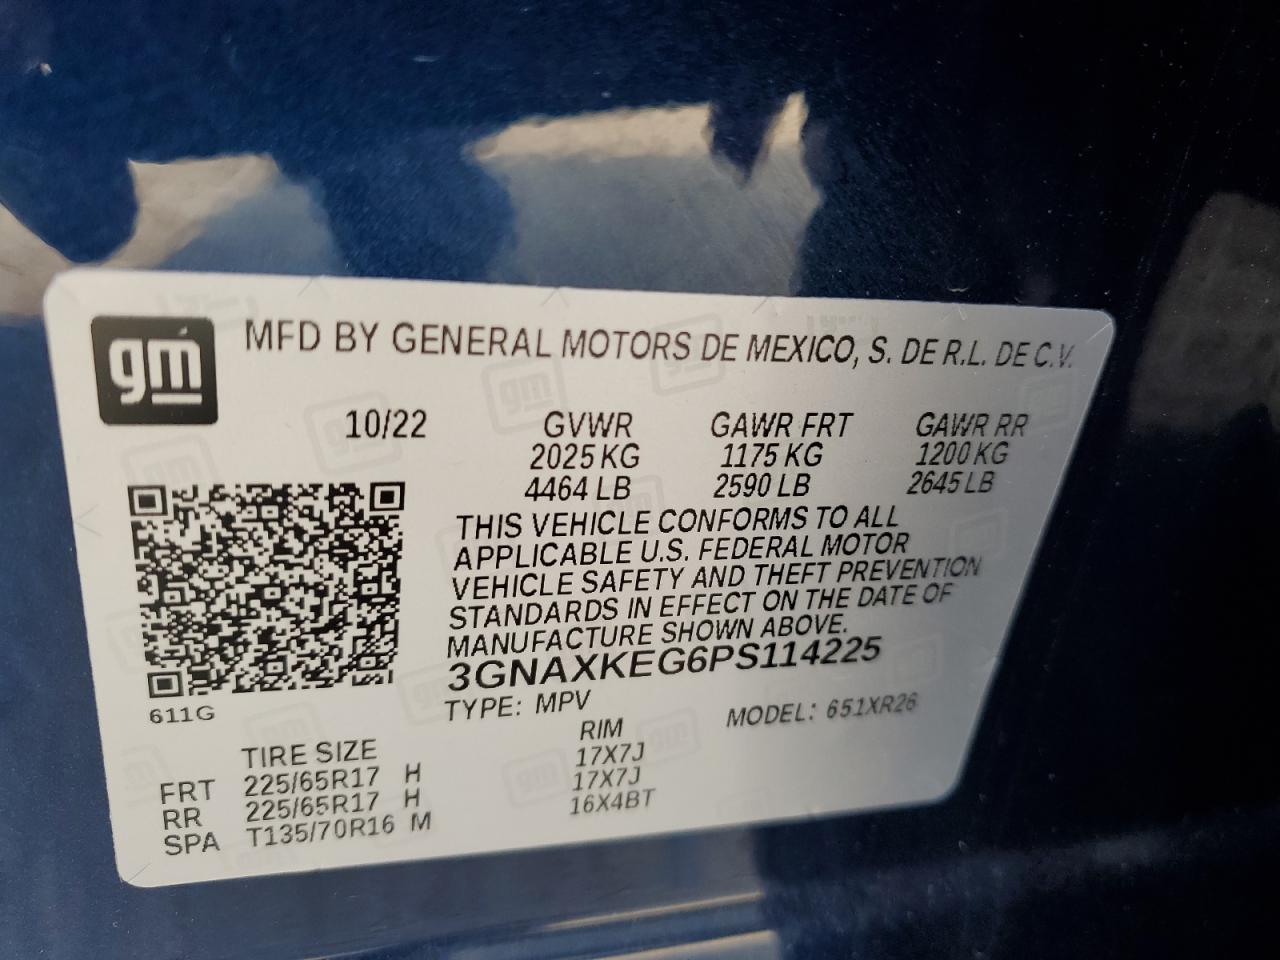 gm
MFD BY GENERAL MOTORS DE MEXICO, S. DE R.L. DE C.V.
10/22 GVWR GAWR FRT GAWR RR
2025 KG 1175 KG 1200 KG
4464 LB 2590 LB 2645 LB
THIS VEHICLE CONFORMS TO ALL
APPLICABLE U.S. FEDERAL MOTOR
VEHICLE SAFETY AND THEFT PREVENTION
STANDARDS IN EFFECT ON THE DATE OF
MANUFACTURE SHOWN ABOVE.
3GNAXKEG6PS114225
611G
TYPE: MPV MODEL: 651XR26
TIRE SIZE RIM
FRT 225/65R17 H 17X7J
RR 225/65R17 H 17X7J
SPA T135/70R16 M 16X4BT